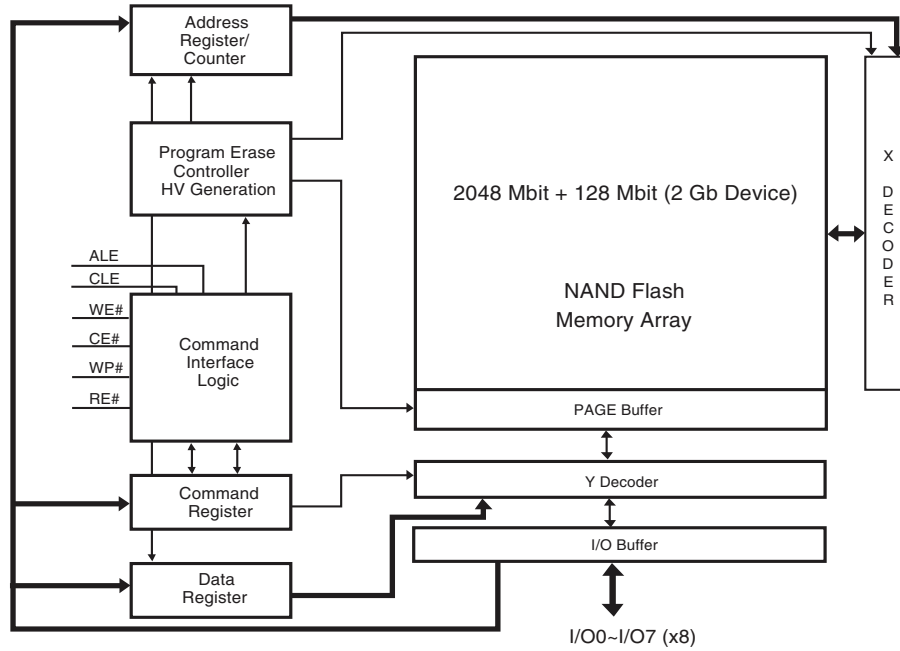 Address
Register/
Counter
Program Erase
Controller
HV Generation
ALE
CLE
WE#
CE#
WP#
RE#
Command
Interface
Logic
Command
Register
Data
Register
2048 Mbit + 128 Mbit (2 Gb Device)
NAND Flash
Memory Array
PAGE Buffer
Y Decoder
I/O Buffer
I/O0~I/O7 (x8)
X
DECODER